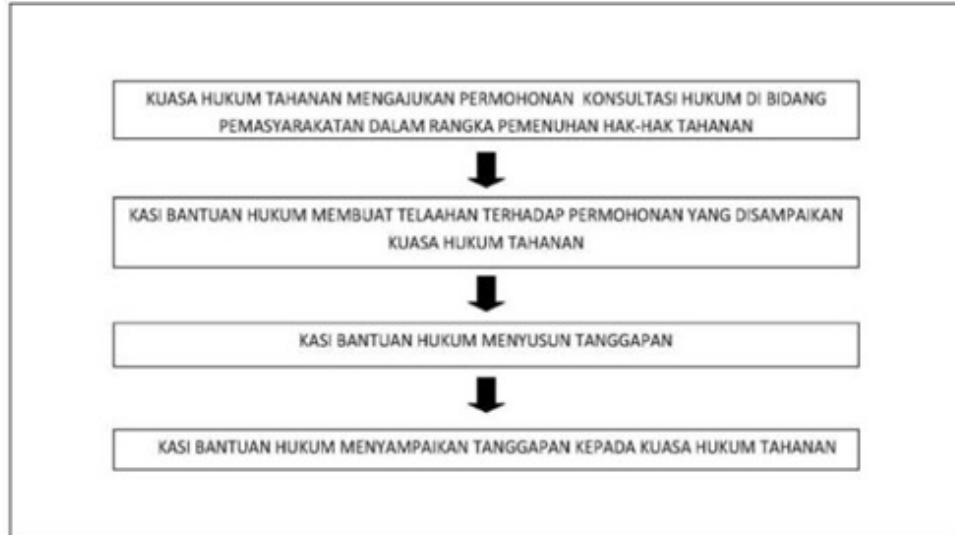 KUASA HUKUM TAHANAN MENGAJUKAN PERMOHONAN KONSULTASI HUKUM DI BIDANG
PEMASYARAKATAN DALAM RANGKA PEMENUHAN HAK-HAK TAHANAN
KASI BANTUAN HUKUM MEMBUAT TELAAHAN TERHADAP PERMOHONAN YANG DISAMPAIKAN
KUASA HUKUM TAHANAN
KASI BANTUAN HUKUM MENYUSUN TANGGAPAN
KASI BANTUAN HUKUM MENYAMPAIKAN TANGGAPAN KEPADA KUASA HUKUM TAHANAN